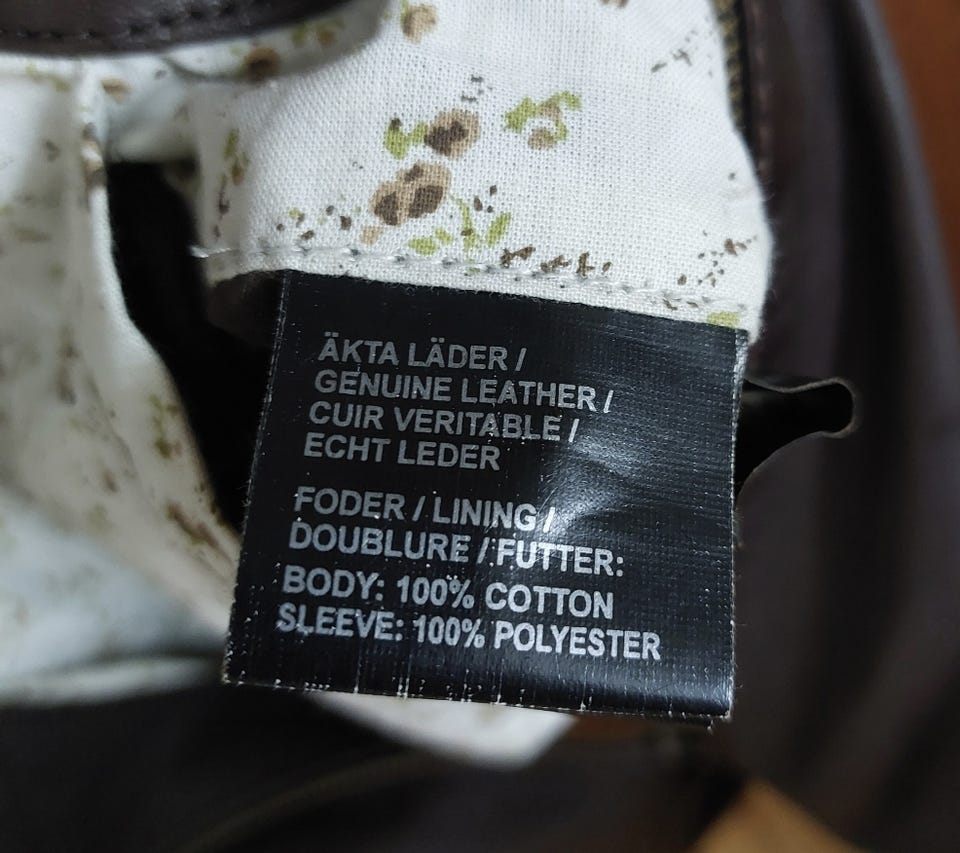 ÄKTA LÄDER /
GENUINE LEATHER /
CUIR VERITABLE /
ECHT LEDER
FODER / LINING /
DOUBLURE / FUTTER:
BODY: 100% COTTON
SLEEVE: 100% POLYESTER